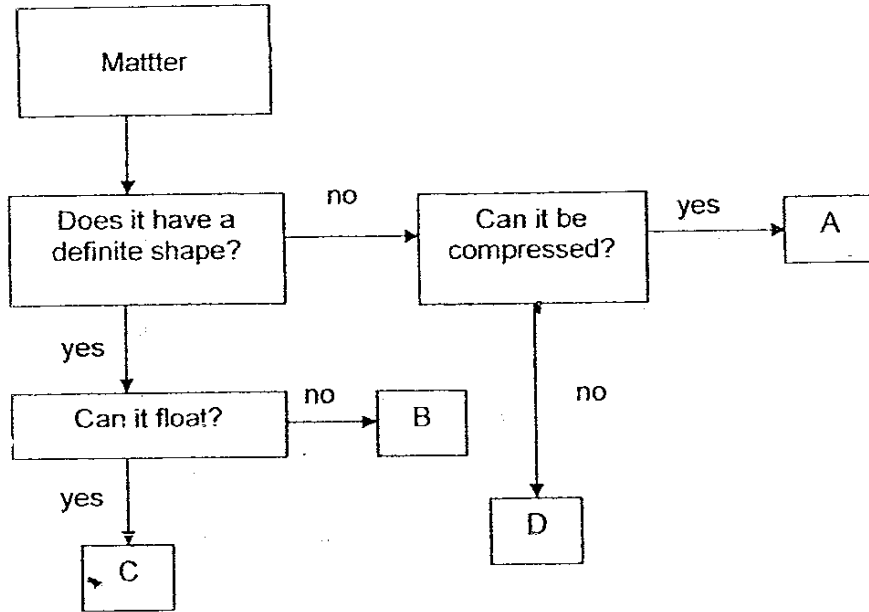 Mattter
Does it have a
definite shape?
no
Can it be
compressed?
yes
A
yes
Can it float?
no
B
no
yes
D
C